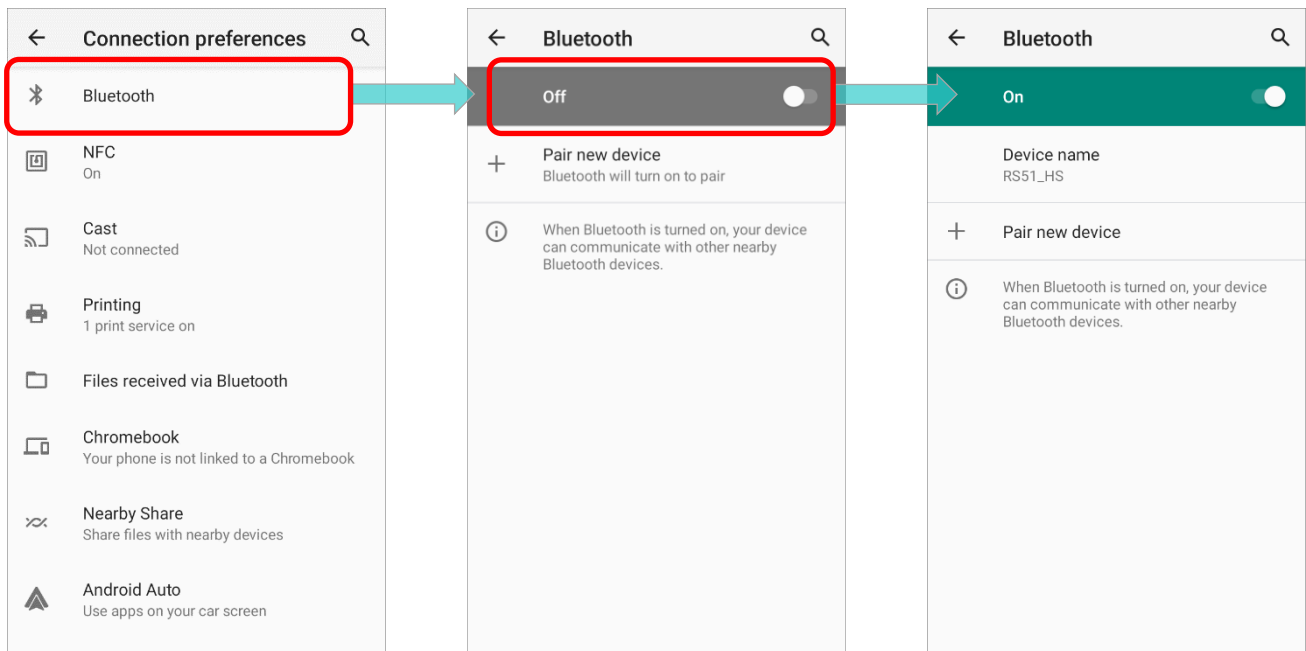 Connection preferences
Bluetooth
NFC
On
Cast
Not connected
Printing
1 print service on
Files received via Bluetooth
Chromebook
Your phone is not linked to a Chromebook
Nearby Share
Share files with nearby devices
Android Auto
Use apps on your car screen
Bluetooth
Off
Pair new device
Bluetooth will turn on to pair
When Bluetooth is turned on, your device
can communicate with other nearby
Bluetooth devices.
Bluetooth
On
Device name
RS51_HS
Pair new device
When Bluetooth is turned on, your device
can communicate with other nearby
Bluetooth devices.